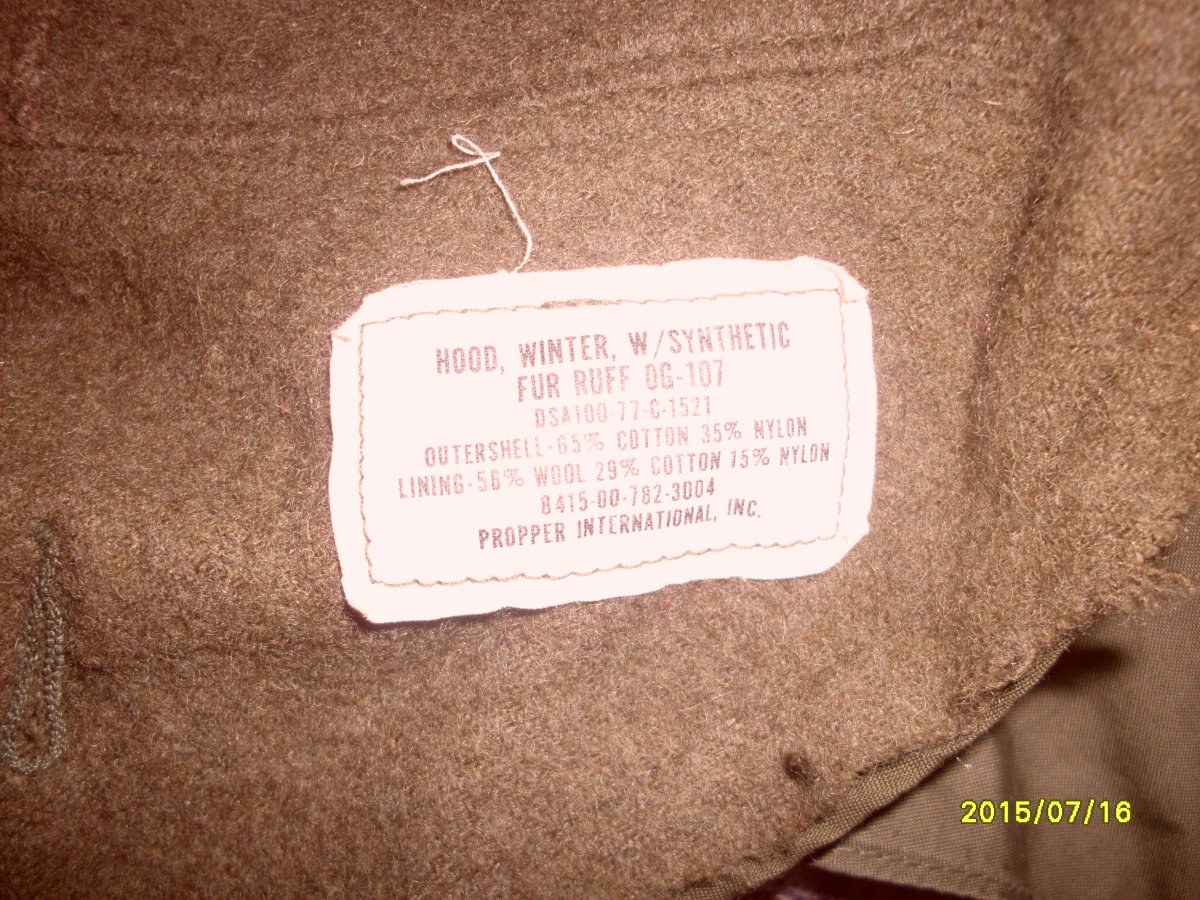 HOOD, WINTER, W/SYNTHETIC
FUR RUFF OG-107
DSA100-77-C-1521
OUTERSHELL-65% COTTON 35% NYLON
LINING-56% WOOL 29% COTTON 15% NYLON
8415-00-782-3004
PROPPER INTERNATIONAL, INC.
2015/07/16